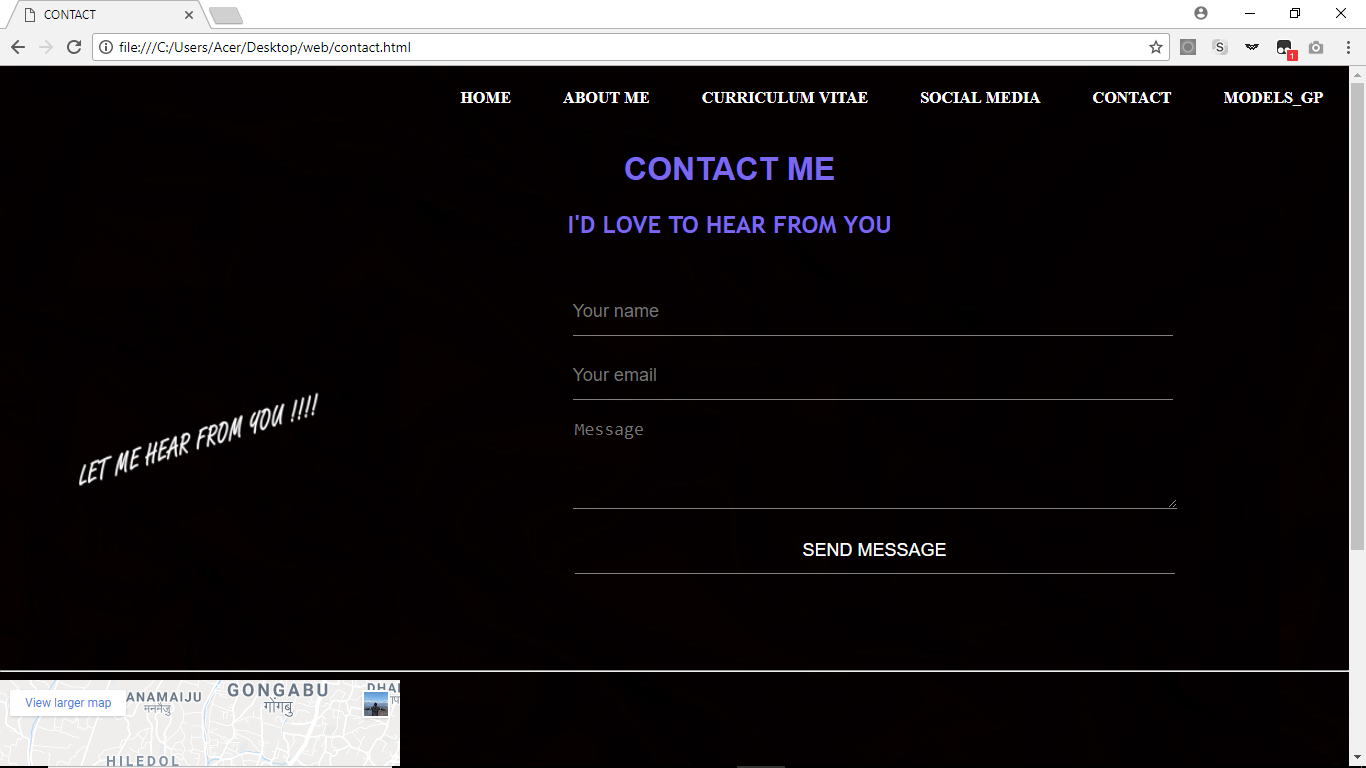 CONTACT
file:///C:/Users/Acer/Desktop/web/contact.html
S
1
HOME ABOUT ME CURRICULUM VITAE SOCIAL MEDIA CONTACT MODELS_GP
CONTACT ME
I'D LOVE TO HEAR FROM YOU
Your name
Your email
Message
LET ME HEAR FROM YOU !!!!
SEND MESSAGE
View larger map
ANAMAIJU
मनमैजु
GONGABU
गोंगबु
HILEDOL